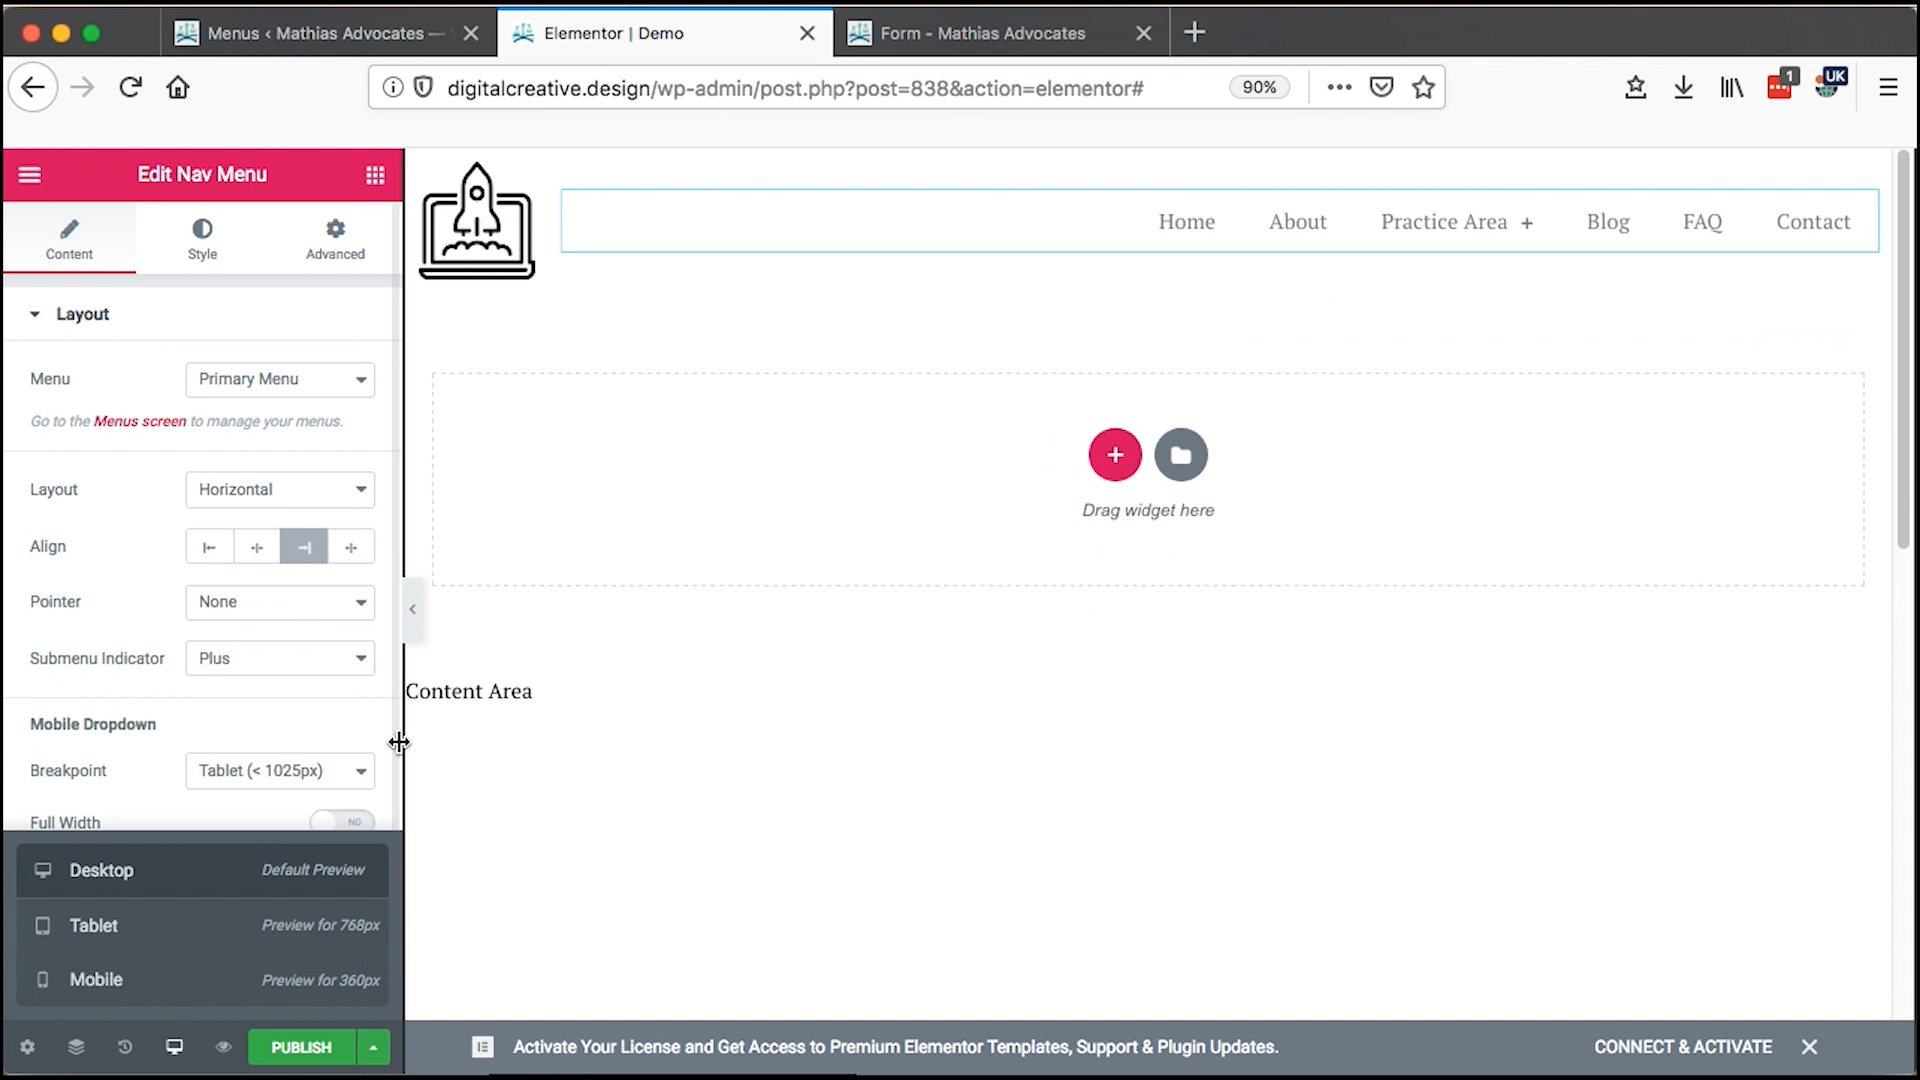 Menus ‹ Mathias Advocates —
Elementor | Demo
Form - Mathias Advocates
digitalcreative.design/wp-admin/post.php?post=838&action=elementor#
90%
1
UK
Edit Nav Menu
Content
Style
Advanced
Home
About
Practice Area +
Blog
FAQ
Contact
Layout
Menu
Primary Menu
Go to the Menus screen to manage your menus.
Layout
Horizontal
Align
Pointer
None
Submenu Indicator
Plus
Drag widget here
Content Area
Mobile Dropdown
Breakpoint
Tablet (< 1025px)
Full Width
NO
Desktop
Default Preview
Tablet
Preview for 768px
Mobile
Preview for 360px
PUBLISH
Activate Your License and Get Access to Premium Elementor Templates, Support & Plugin Updates.
CONNECT & ACTIVATE